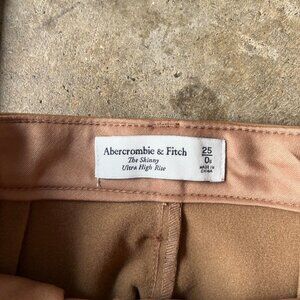 Abercrombie & Fitch
The Skinny
Ultra High Rise
25
0s
MADE IN
CHINA